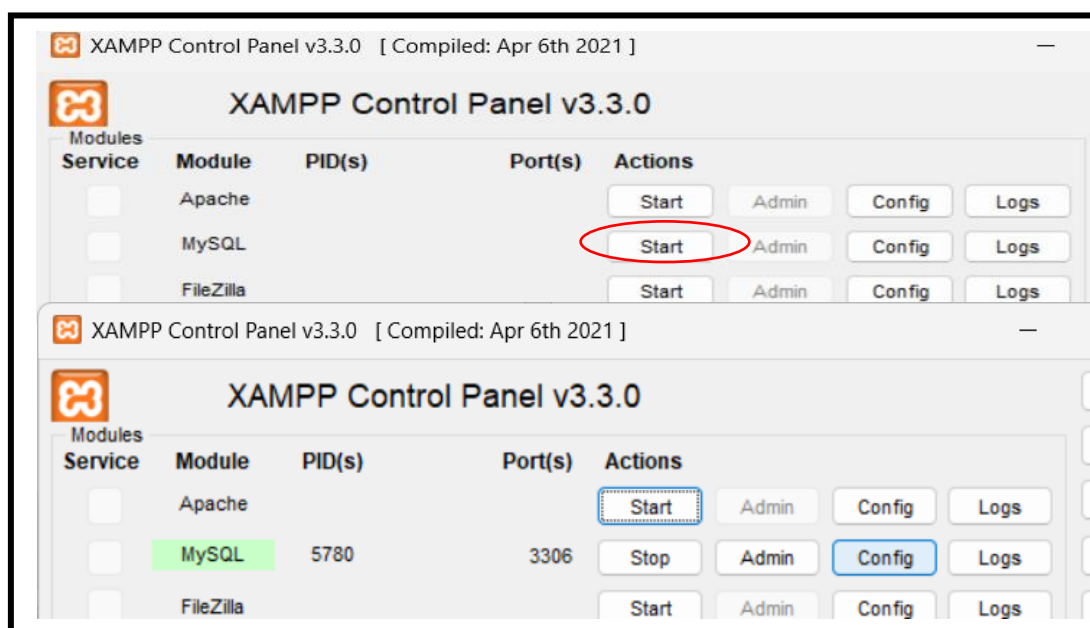 XAMPP Control Panel v3.3.0 [ Compiled: Apr 6th 2021 ]
XAMPP Control Panel v3.3.0
Modules
Service Module PID(s) Port(s) Actions
Apache Start Admin Config Logs
MySQL Start Admin Config Logs
FileZilla Start Admin Config Logs
XAMPP Control Panel v3.3.0 [ Compiled: Apr 6th 2021 ]
XAMPP Control Panel v3.3.0
Modules
Service Module PID(s) Port(s) Actions
Apache Start Admin Config Logs
MySQL 5780 3306 Stop Admin Config Logs
FileZilla Start Admin Config Logs